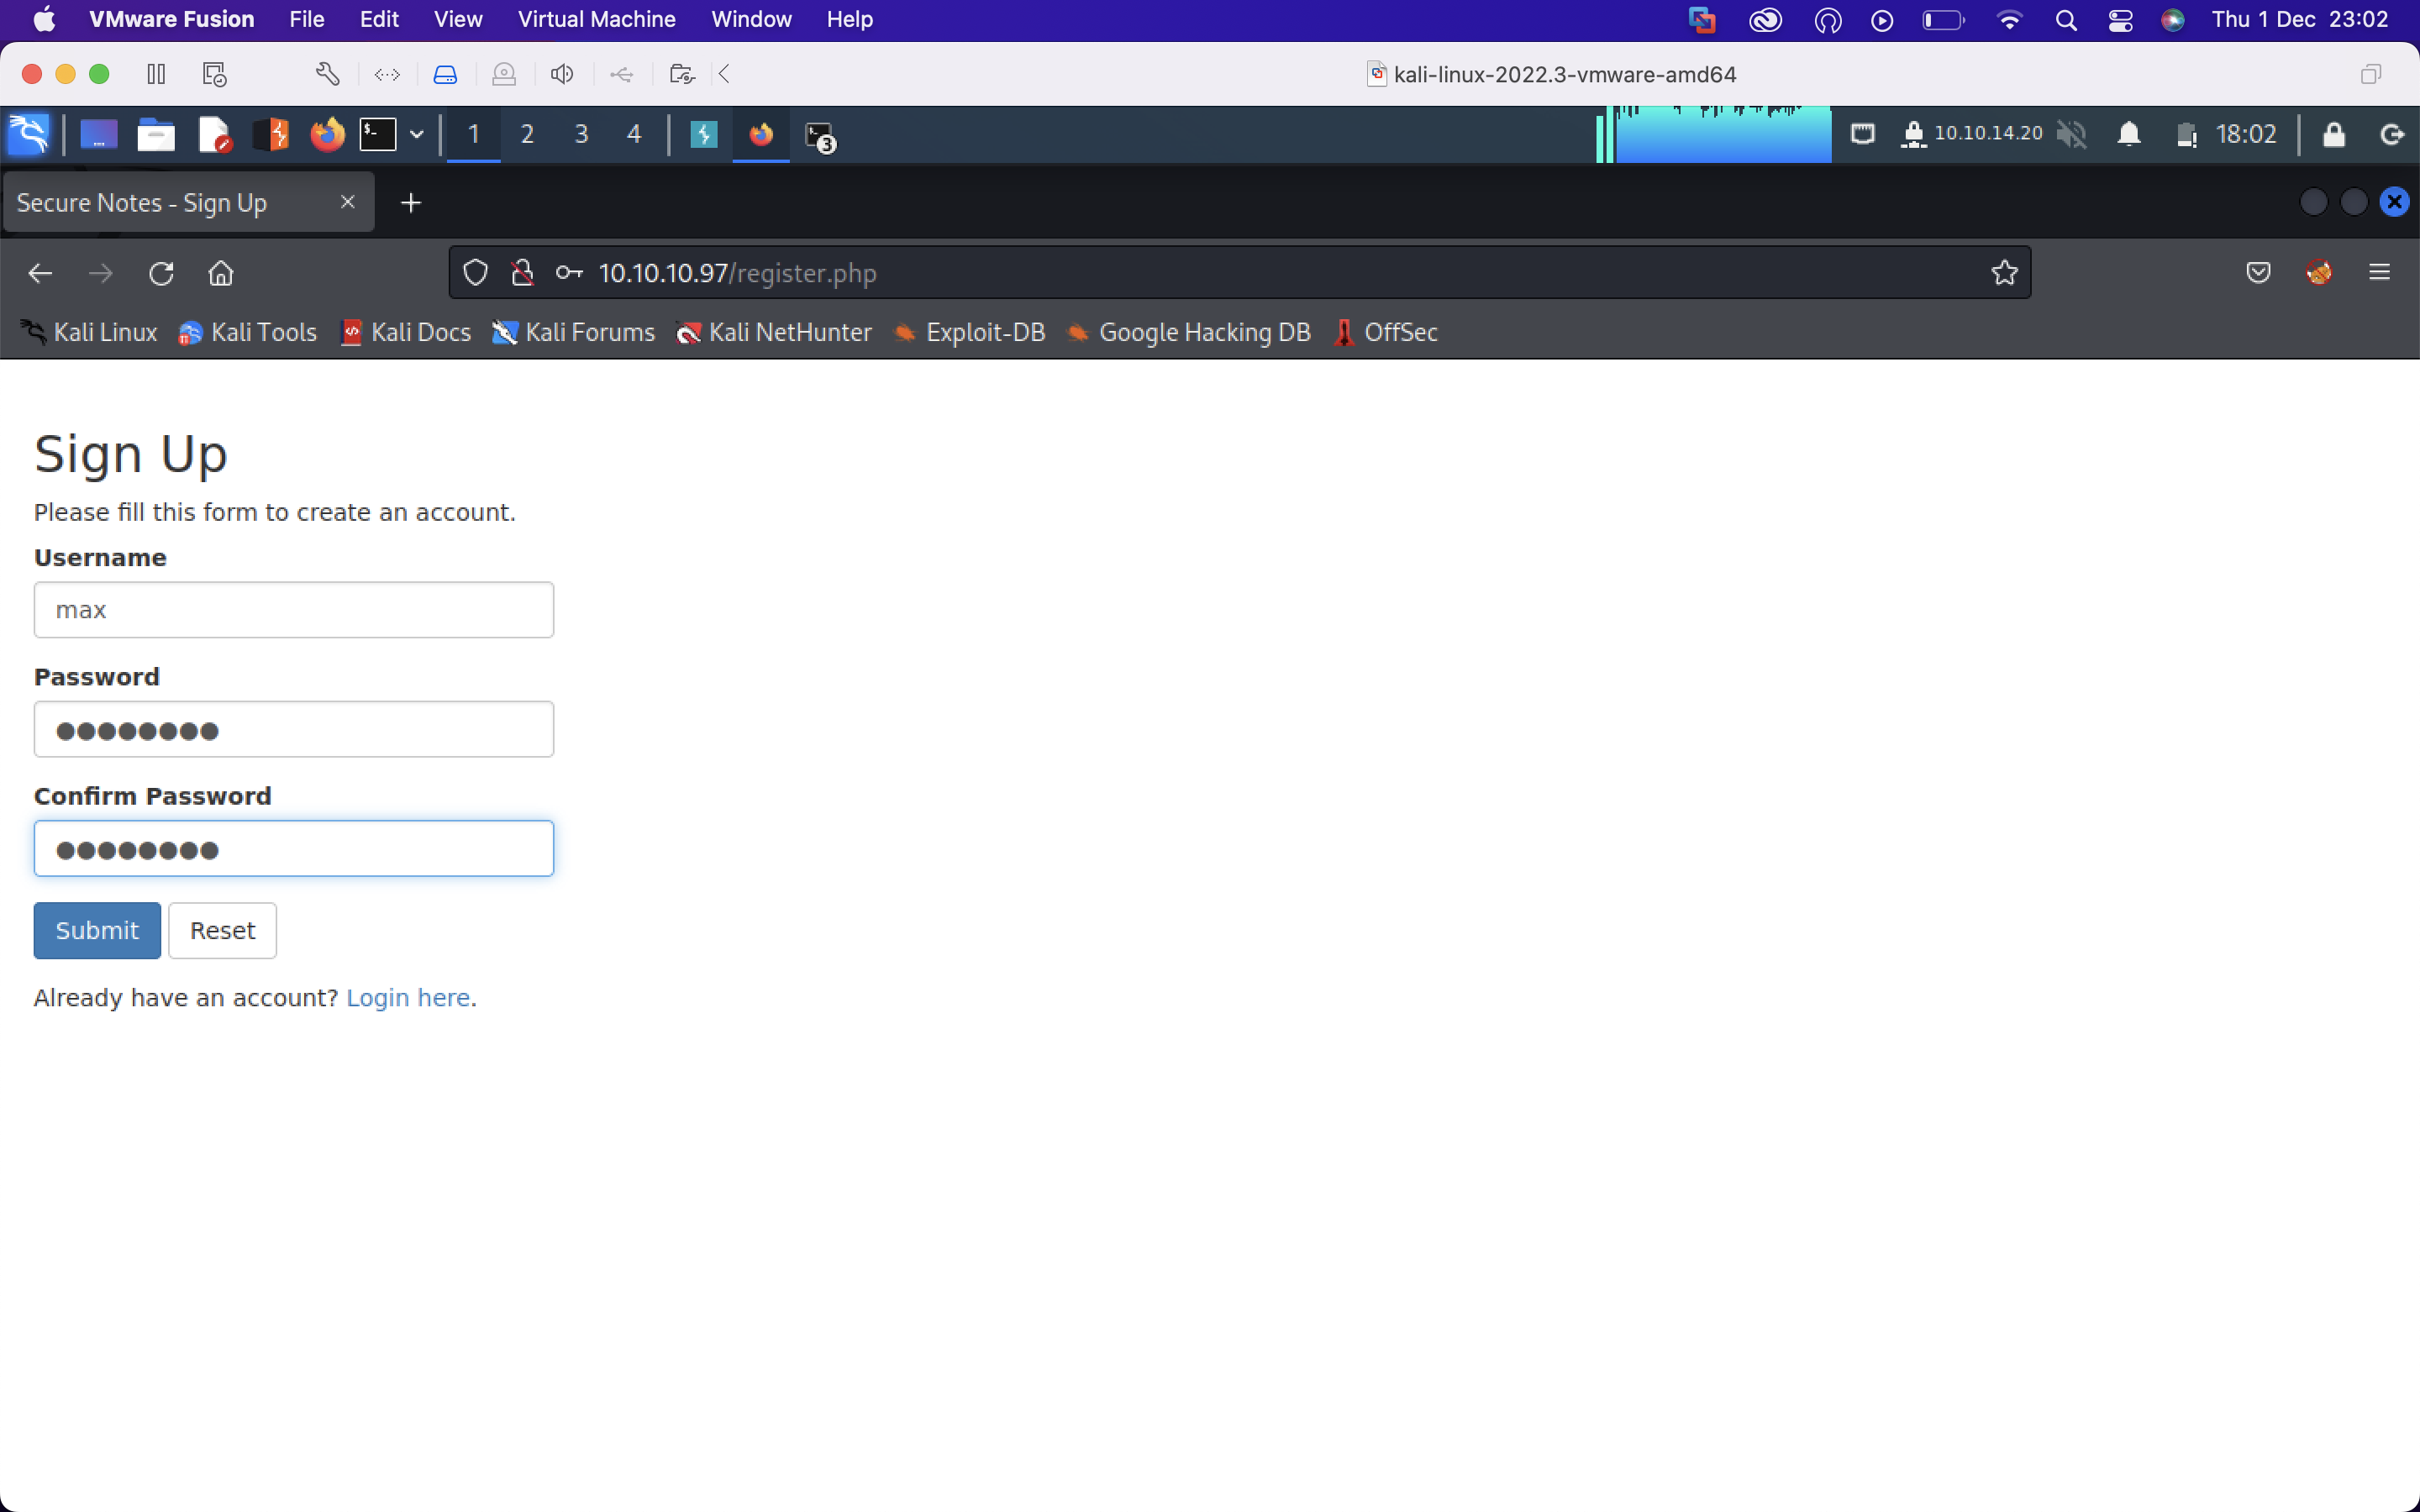 VMware Fusion File Edit View Virtual Machine Window Help Thu 1 Dec 23:02
kali-linux-2022.3-vmware-amd64
$- 1 2 3 4 $- 3 10.10.14.20 18:02
Secure Notes - Sign Up
10.10.10.97/register.php
Kali Linux Kali Tools Kali Docs Kali Forums Kali NetHunter Exploit-DB Google Hacking DB OffSec
Sign Up
Please fill this form to create an account.
Username
max
Password
Confirm Password
Submit Reset
Already have an account? Login here.